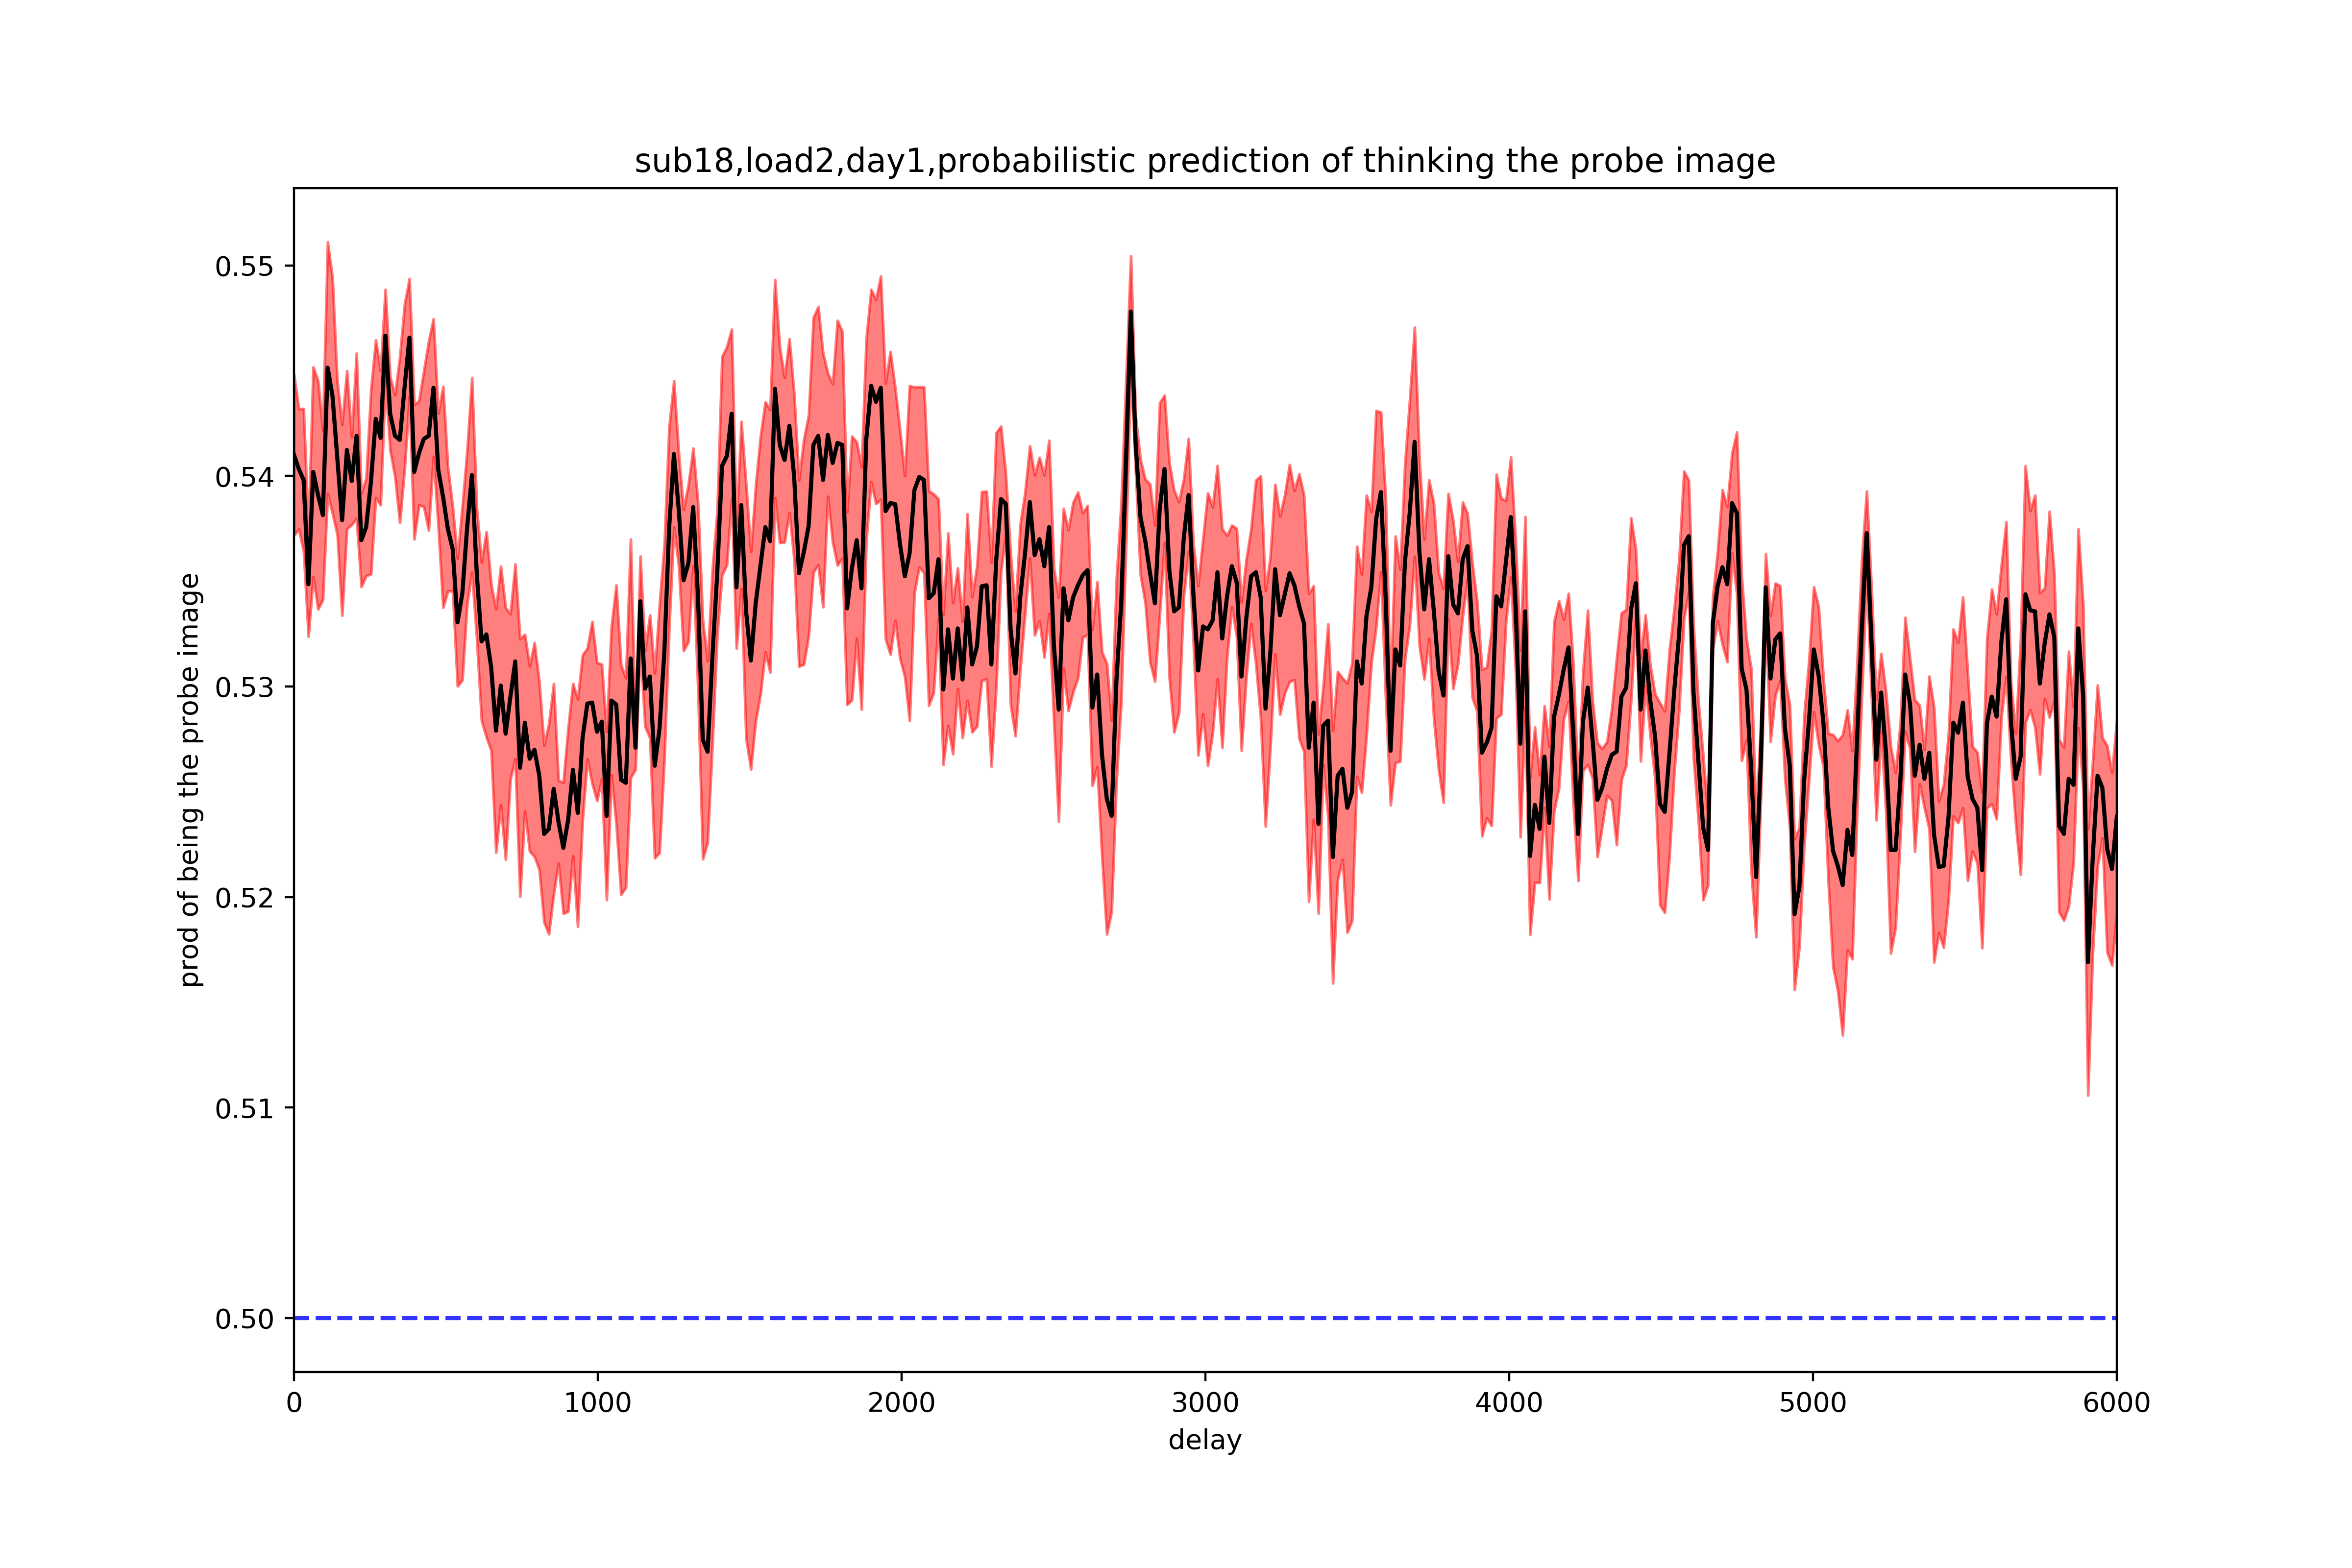 sub18,load2,day1,probabilistic prediction of thinking the probe image
prod of being the probe image
0.55
0.54
0.53
0.52
0.51
0.50
0 1000 2000 3000 4000 5000 6000
delay